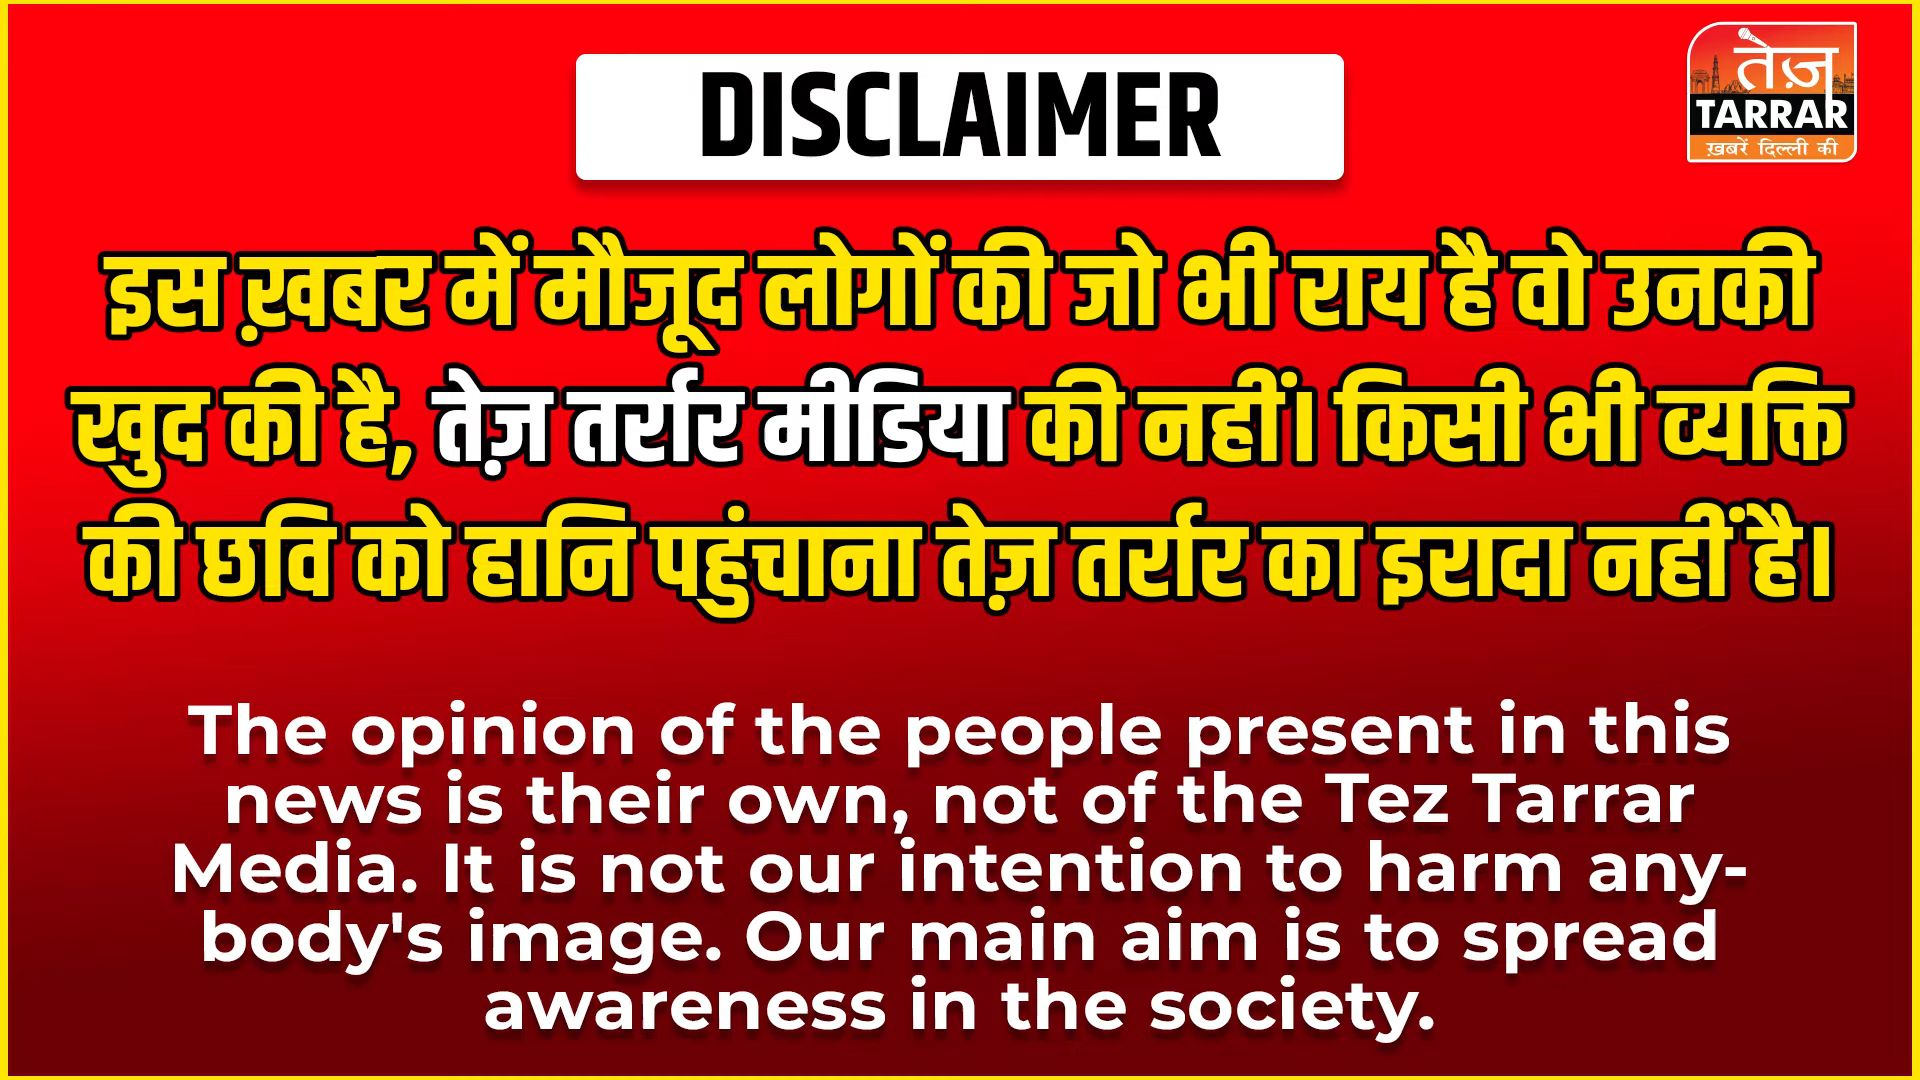 DISCLAIMER
तेज़
TARRAR
ख़बरें दिल्ली की
इस ख़बर में मौजूद लोगों की जो भी राय है वो उनकी
खुद की है, तेज़ तर्रार मीडिया की नहीं। किसी भी व्यक्ति
की छवि को हानि पहुंचाना तेज़ तर्रार का इरादा नहीं है।
The opinion of the people present in this
news is their own, not of the Tez Tarrar
Media. It is not our intention to harm any-
body's image. Our main aim is to spread
awareness in the society.